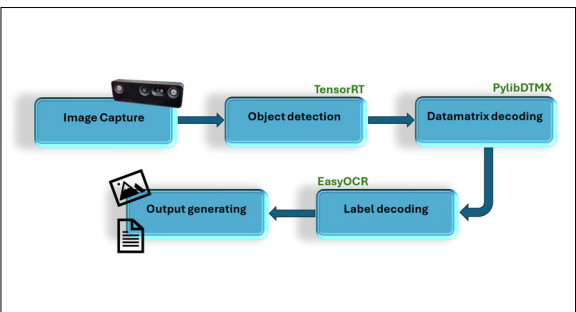 TensorRT
PylibDTMX
Image Capture
Object detection
Datamatrix decoding
EasyOCR
Output generating
Label decoding